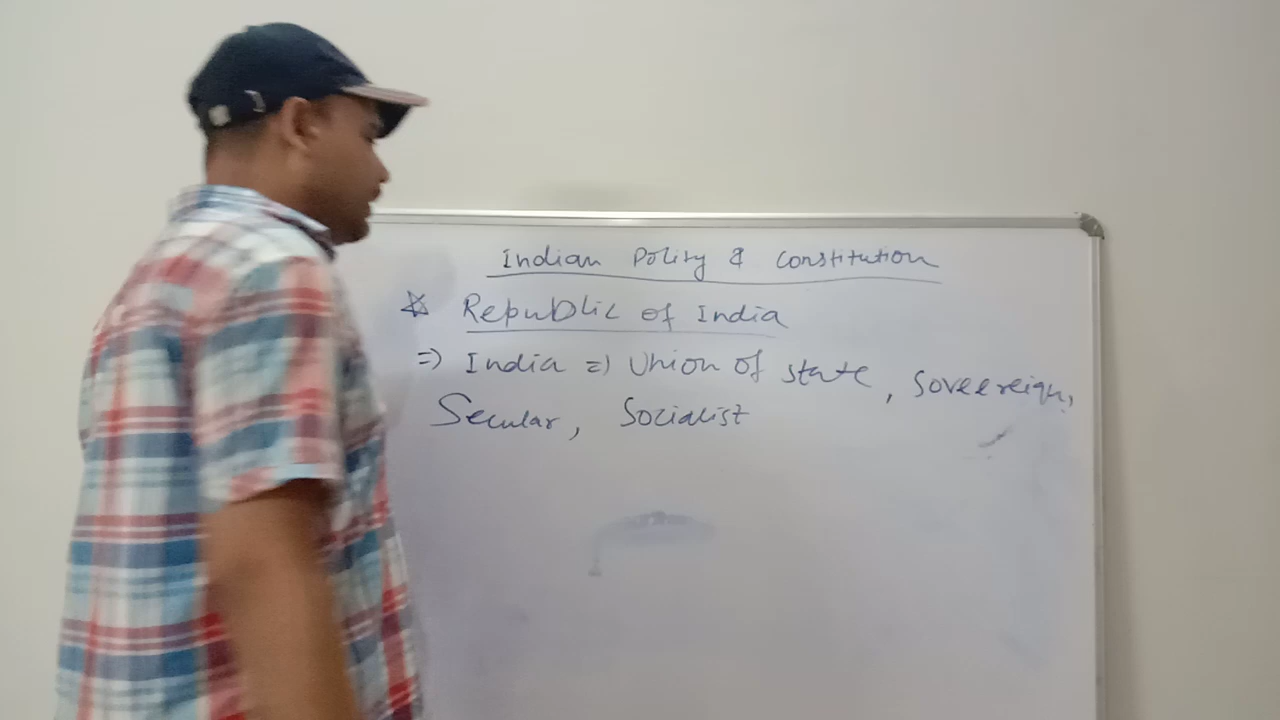 Indian Polity & Constitution
☆ Republic of India
=> India => Union of state, Sovereign,
Secular, Socialist